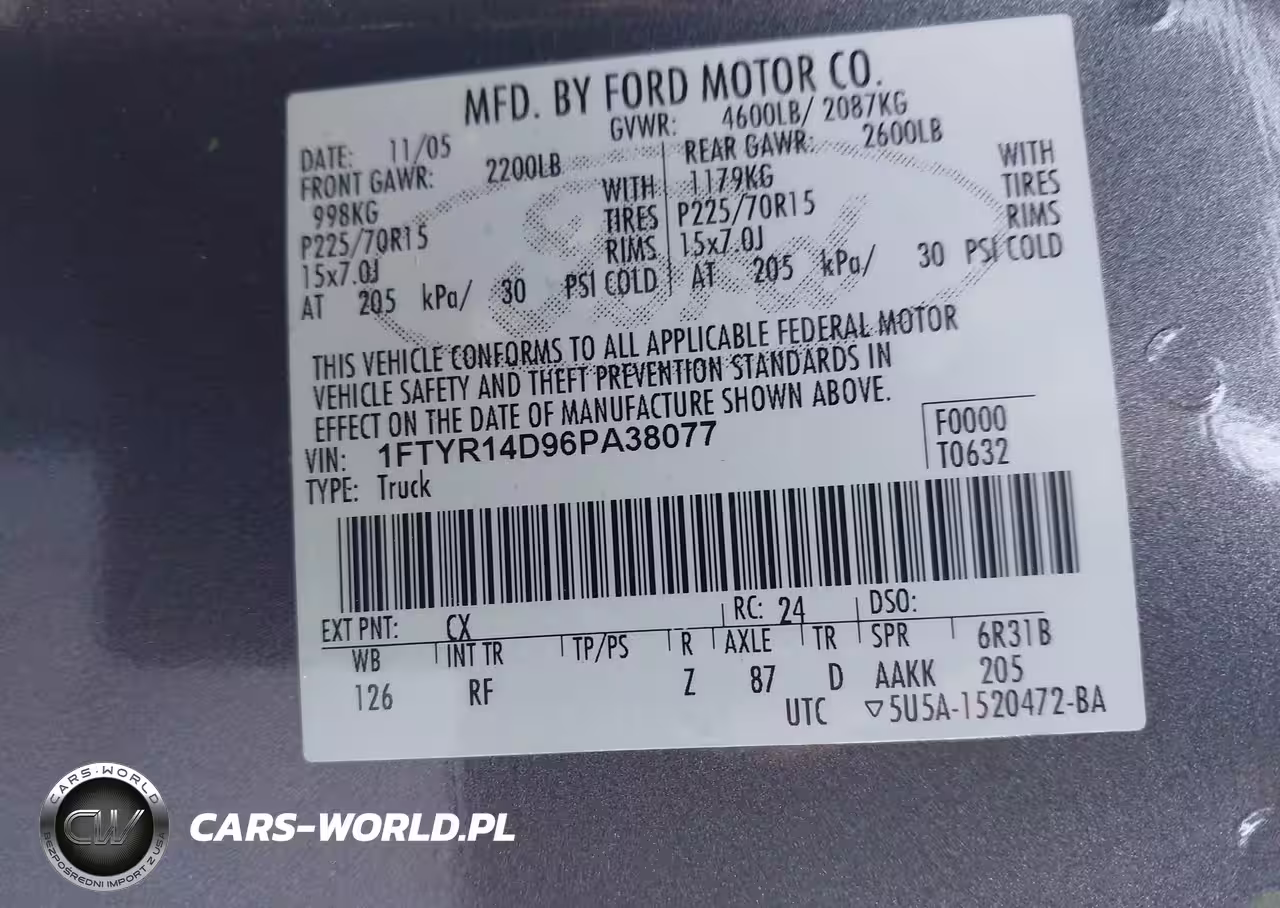 MFD. BY FORD MOTOR CO.
DATE: 11/05 GVWR: 4600LB/ 2087KG
FRONT GAWR: 2200LB REAR GAWR: 2600LB
998KG WITH 1179KG WITH
P225/70R15 TIRES P225/70R15 TIRES
15x7.0J RIMS 15x7.0J RIMS
AT 205 kPa/ 30 PSI COLD AT 205 kPa/ 30 PSI COLD
THIS VEHICLE CONFORMS TO ALL APPLICABLE FEDERAL MOTOR
VEHICLE SAFETY AND THEFT PREVENTION STANDARDS IN
EFFECT ON THE DATE OF MANUFACTURE SHOWN ABOVE.
VIN: 1FTYR14D96PA38077 F0000
TYPE: Truck T0632
EXT PNT: CX RC: 24 DSO:
WB INT TR TP/PS R AXLE TR SPR 6R31B
126 RF Z 87 D AAKK 205
UTC ▽5U5A-1520472-BA
CARS-WORLD
CW
BEZPOŚREDNI IMPORT Z USA
CARS-WORLD.PL